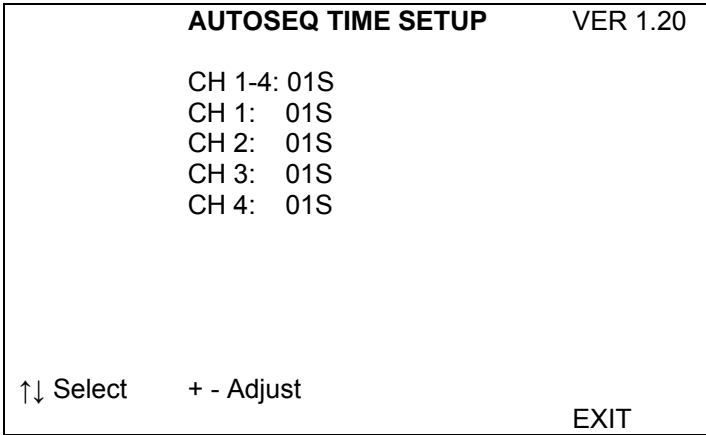 AUTOSEQ TIME SETUP VER 1.20
CH 1-4: 01S
CH 1: 01S
CH 2: 01S
CH 3: 01S
CH 4: 01S
↑↓ Select + - Adjust
EXIT